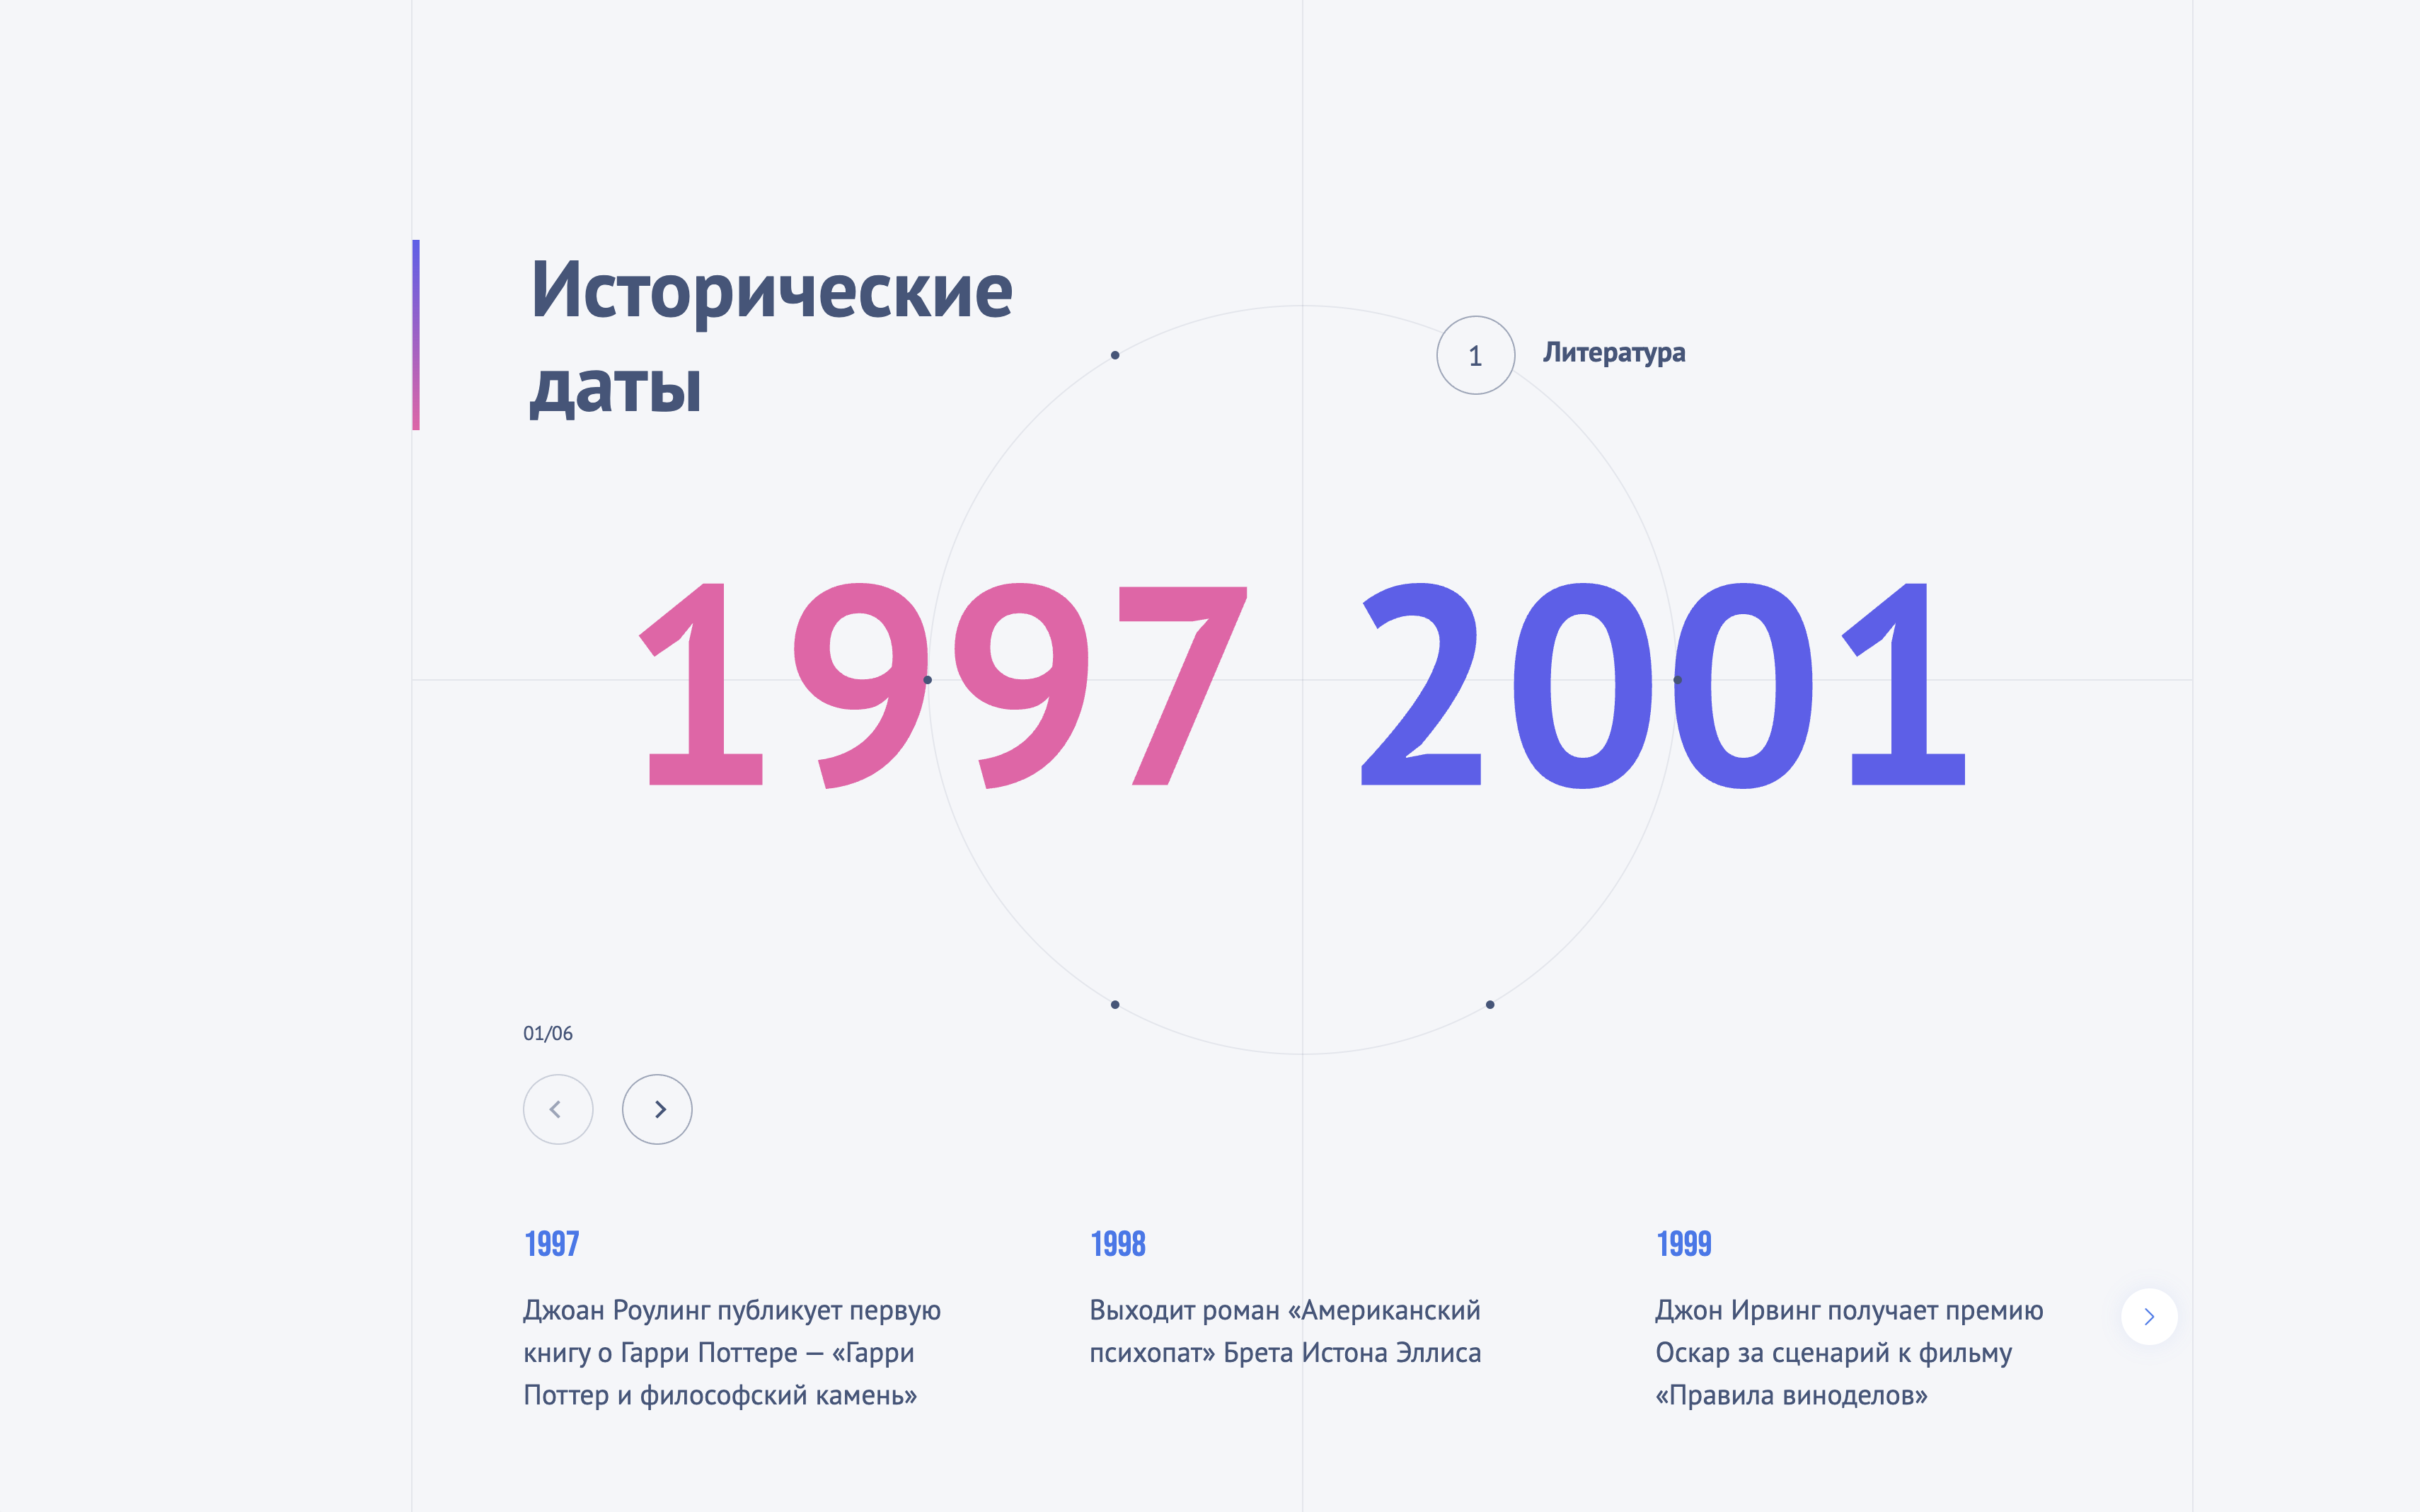 Исторические
даты
1 Литература
1997 2001
01/06
1997
Джоан Роулинг публикует первую
книгу о Гарри Поттере — «Гарри
Поттер и философский камень»
1998
Выходит роман «Американский
психопат» Брета Истона Эллиса
1999
Джон Ирвинг получает премию
Оскар за сценарий к фильму
«Правила виноделов»